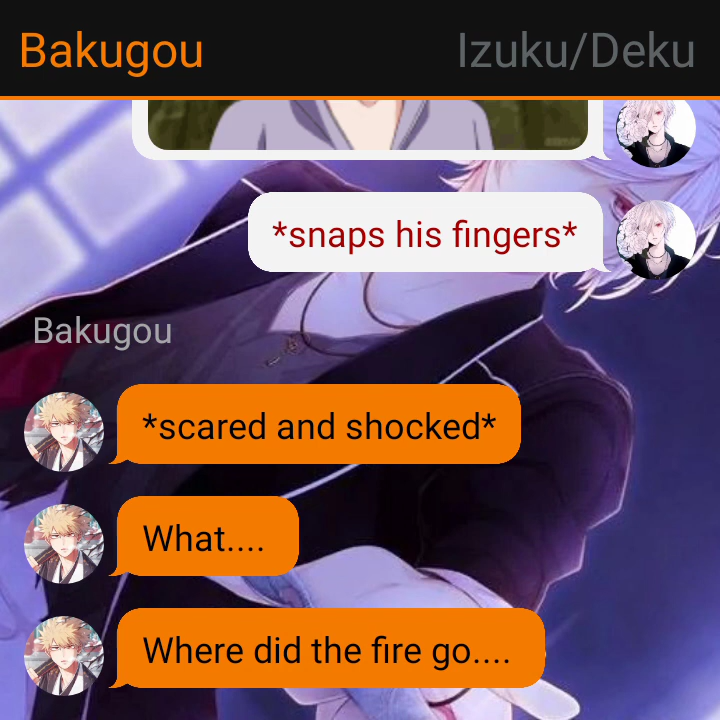 Bakugou
Izuku/Deku
*snaps his fingers*
Bakugou
*scared and shocked*
What....
Where did the fire go....